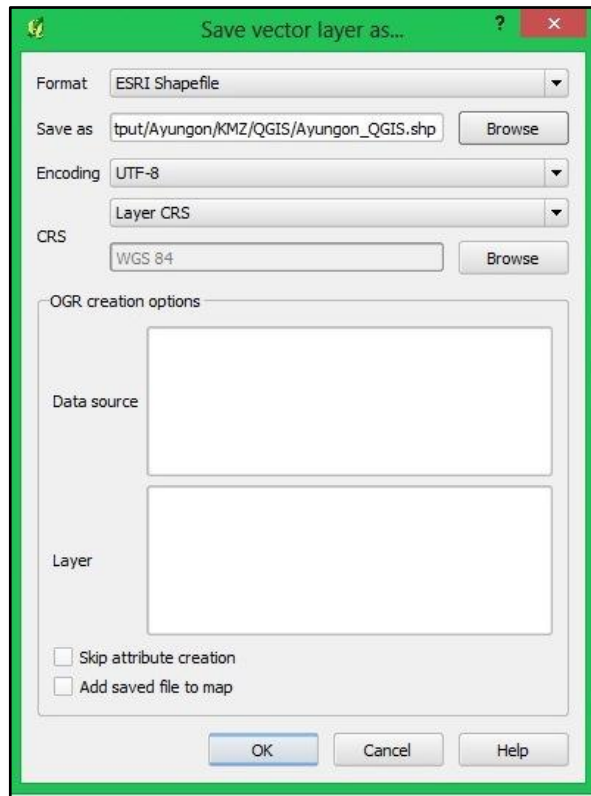 Save vector layer as...
?
Format
ESRI Shapefile
Save as
tput/Ayungon/KMZ/QGIS/Ayungon_QGIS.shp
Browse
Encoding
UTF-8
CRS
Layer CRS
WGS 84
Browse
OGR creation options
Data source
Layer
Skip attribute creation
Add saved file to map
OK
Cancel
Help